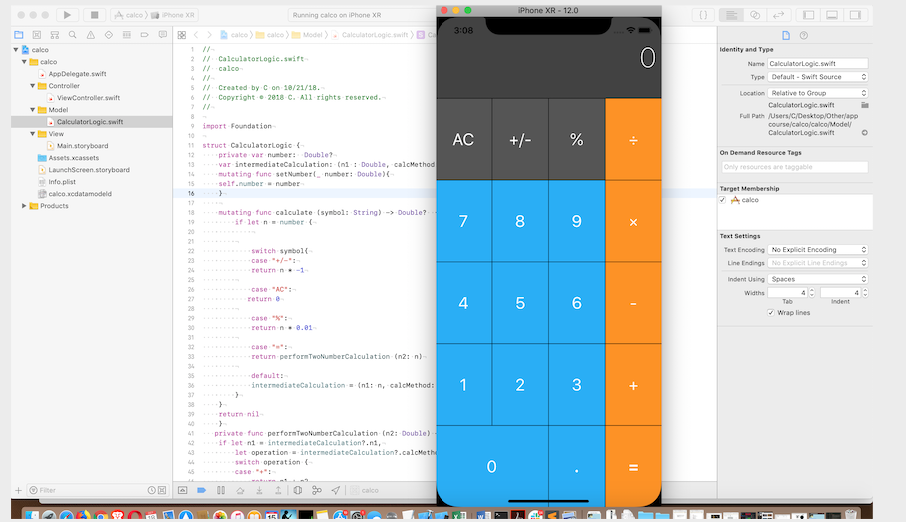 calco
iPhone XR
Running calco on iPhone XR
iPhone XR - 12.0
3:08
0
AC +/- % ÷
7 8 9 ×
4 5 6 -
1 2 3 +
0 . =
calco
calco
AppDelegate.swift
Controller
ViewController.swift
Model
CalculatorLogic.swift
View
Main.storyboard
Assets.xcassets
LaunchScreen.storyboard
Info.plist
calco.xcdatamodeld
Products
Filter
calco
calco
Model
CalculatorLogic.swift
1 //
2 // CalculatorLogic.swift
3 // calco
4 //
5 // Created by C on 10/21/18.
6 // Copyright © 2018 C. All rights reserved.
7 //
8
9 import Foundation
10
11 struct CalculatorLogic {
12 private var number: Double?
13 var intermediateCalculation: (n1 : Double, calcMethod
14 mutating func setNumber(_ number: Double){
15 self.number = number
16 }
17
18 mutating func calculate (symbol: String) -> Double?
19 if let n = number {
20
21
22 switch symbol{
23 case "+/-":
24 return n * -1
25
26 case "AC":
27 return 0
28
29 case "%":
30 return n * 0.01
31
32 case "=":
33 return performTwoNumberCalculation (n2: n)
34
35 default:
36 intermediateCalculation = (n1: n, calcMethod:
37 }
38 }
39 return nil
40 }
41 private func performTwoNumberCalculation (n2: Double)
42 if let n1 = intermediateCalculation?.n1,
43 let operation = intermediateCalculation?.calcMethod
44 switch operation {
45 case "+":
calco
Identity and Type
Name CalculatorLogic.swift
Type Default - Swift Source
Location Relative to Group
CalculatorLogic.swift
Full Path /Users/C/Desktop/Other/app
course/calco/calco/Model/
CalculatorLogic.swift
On Demand Resource Tags
Only resources are taggable
Target Membership
calco
Text Settings
Text Encoding No Explicit Encoding
Line Endings No Explicit Line Endings
Indent Using Spaces
Widths 4 4
Tab Indent
Wrap lines